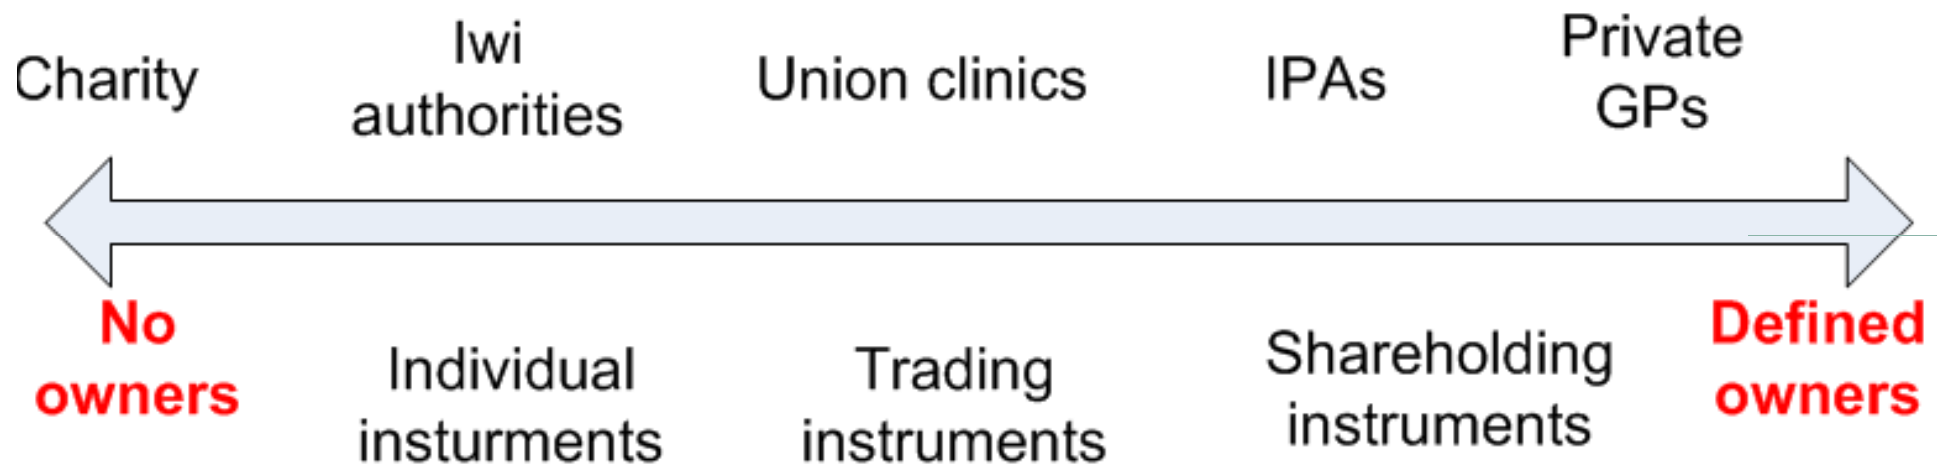 Charity
Iwi
authorities
Union clinics
IPAs
Private
GPs
No
owners
Individual
insturments
Trading
instruments
Shareholding
instruments
Defined
owners